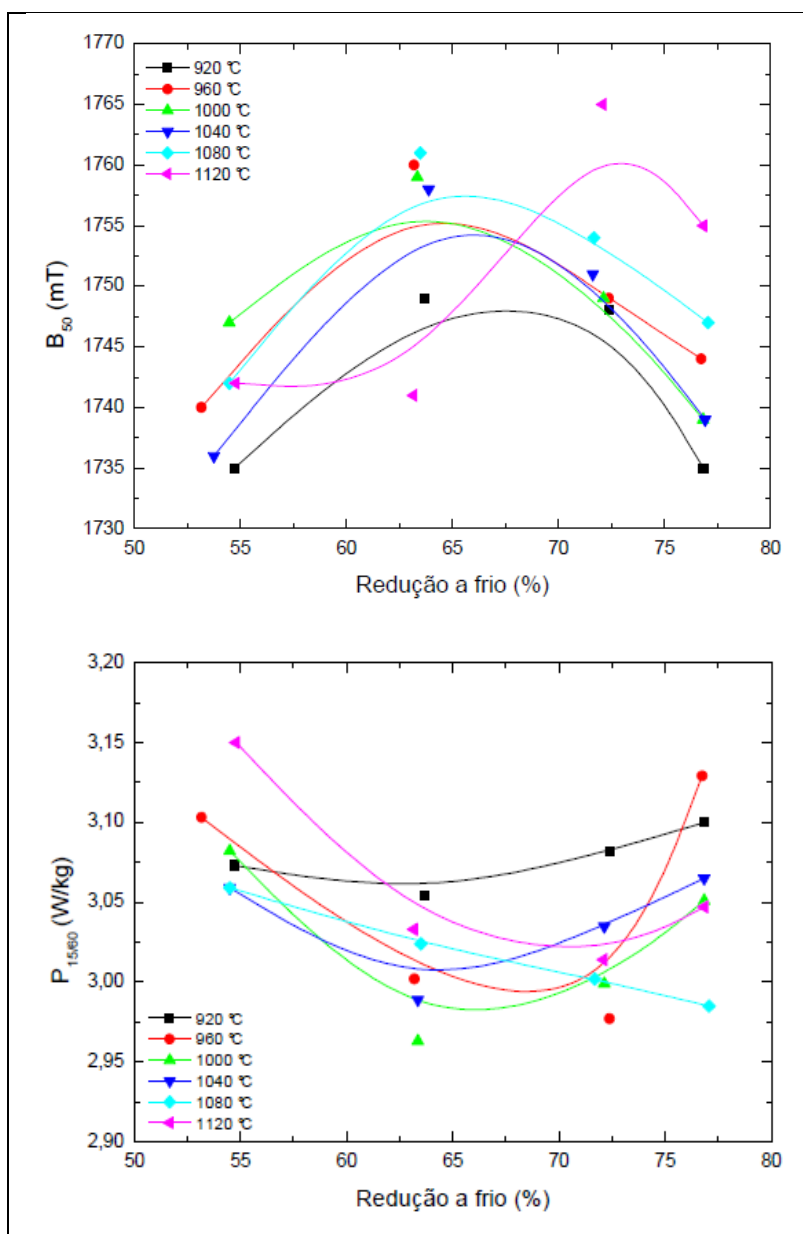 1770
1765
1760
1755
1750
1745
1740
1735
1730
B50 (mT)
920 °C
960 °C
1000 °C
1040 °C
1080 °C
1120 °C
50 55 60 65 70 75 80
Redução a frio (%)
3,20
3,15
3,10
3,05
3,00
2,95
2,90
P15/60 (W/kg)
920 °C
960 °C
1000 °C
1040 °C
1080 °C
1120 °C
50 55 60 65 70 75 80
Redução a frio (%)